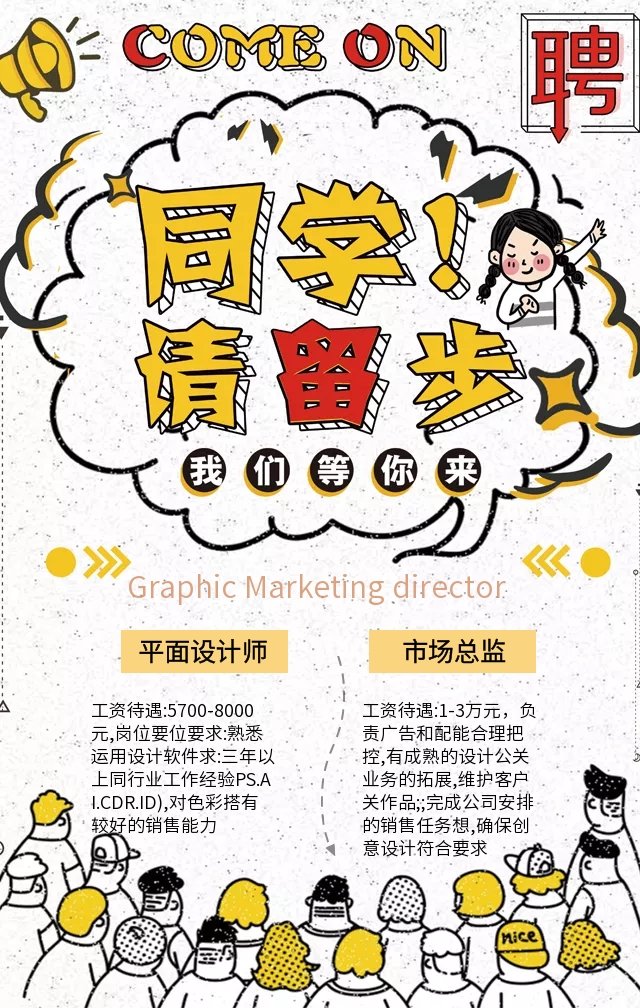 COME ON
聘
同学!
请留步
我们等你来
Graphic Marketing director
平面设计师
市场总监
工资待遇:5700-8000
元,岗位要位要求:熟悉
运用设计软件求:三年以
上同行业工作经验PS.A
I.CDR.ID),对色彩搭有
较好的销售能力
工资待遇:1-3万元，负
责广告和配能合理把
控,有成熟的设计公关
业务的拓展,维护客户
关作品;;完成公司安排
的销售任务想,确保创
意设计符合要求
nice